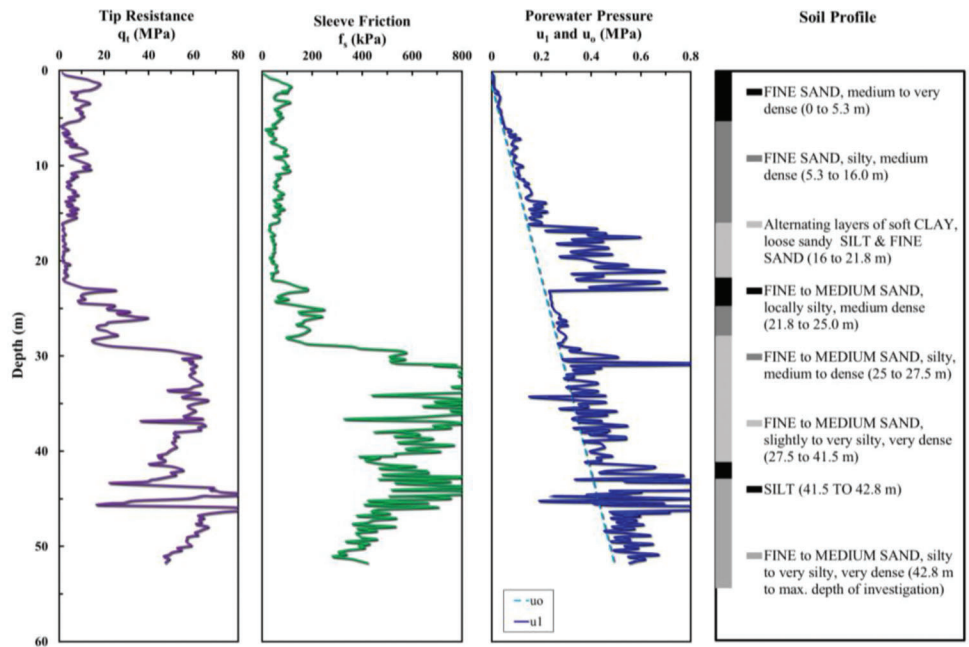 Tip Resistance
qt (MPa)
0 20 40 60 80
Sleeve Friction
fs (kPa)
0 200 400 600 800
Porewater Pressure
u1 and uo (MPa)
0 0.2 0.4 0.6 0.8
Soil Profile
Depth (m)
0
10
20
30
40
50
60
uo
u1
FINE SAND, medium to very
dense (0 to 5.3 m)
FINE SAND, silty, medium
dense (5.3 to 16.0 m)
Alternating layers of soft CLAY,
loose sandy SILT & FINE
SAND (16 to 21.8 m)
FINE to MEDIUM SAND,
locally silty, medium dense
(21.8 to 25.0 m)
FINE to MEDIUM SAND, silty,
medium to dense (25 to 27.5 m)
FINE to MEDIUM SAND,
slightly to very silty, very dense
(27.5 to 41.5 m)
SILT (41.5 TO 42.8 m)
FINE to MEDIUM SAND, silty
to very silty, very dense (42.8 m
to max. depth of investigation)